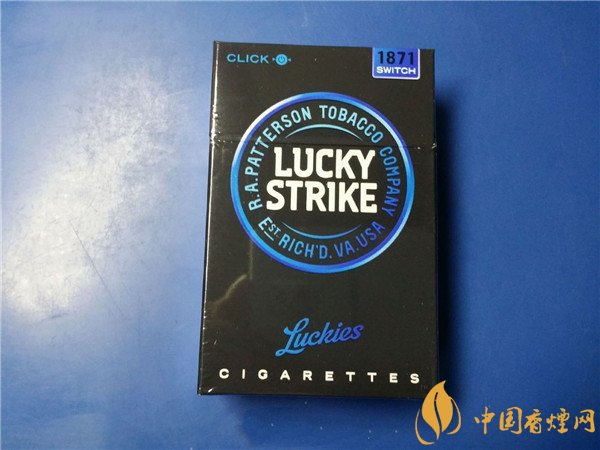 CLICK
1871
SWITCH
R.A.PATTERSON TOBACCO COMPANY
LUCKY
STRIKE
EST. RICH'D. VA. USA
Luckies
CIGARETTES
中国香烟网